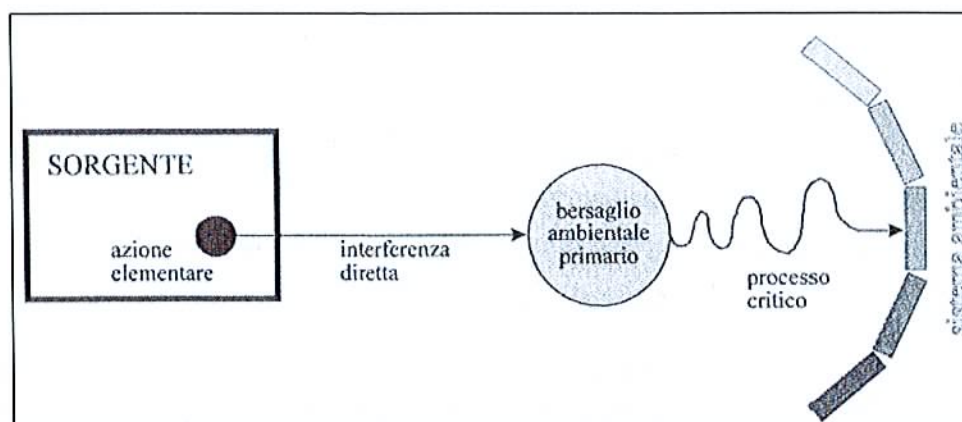 SORGENTE
azione
elementare
interferenza
diretta
bersaglio
ambientale
primario
processo
critico
sistema ambientale